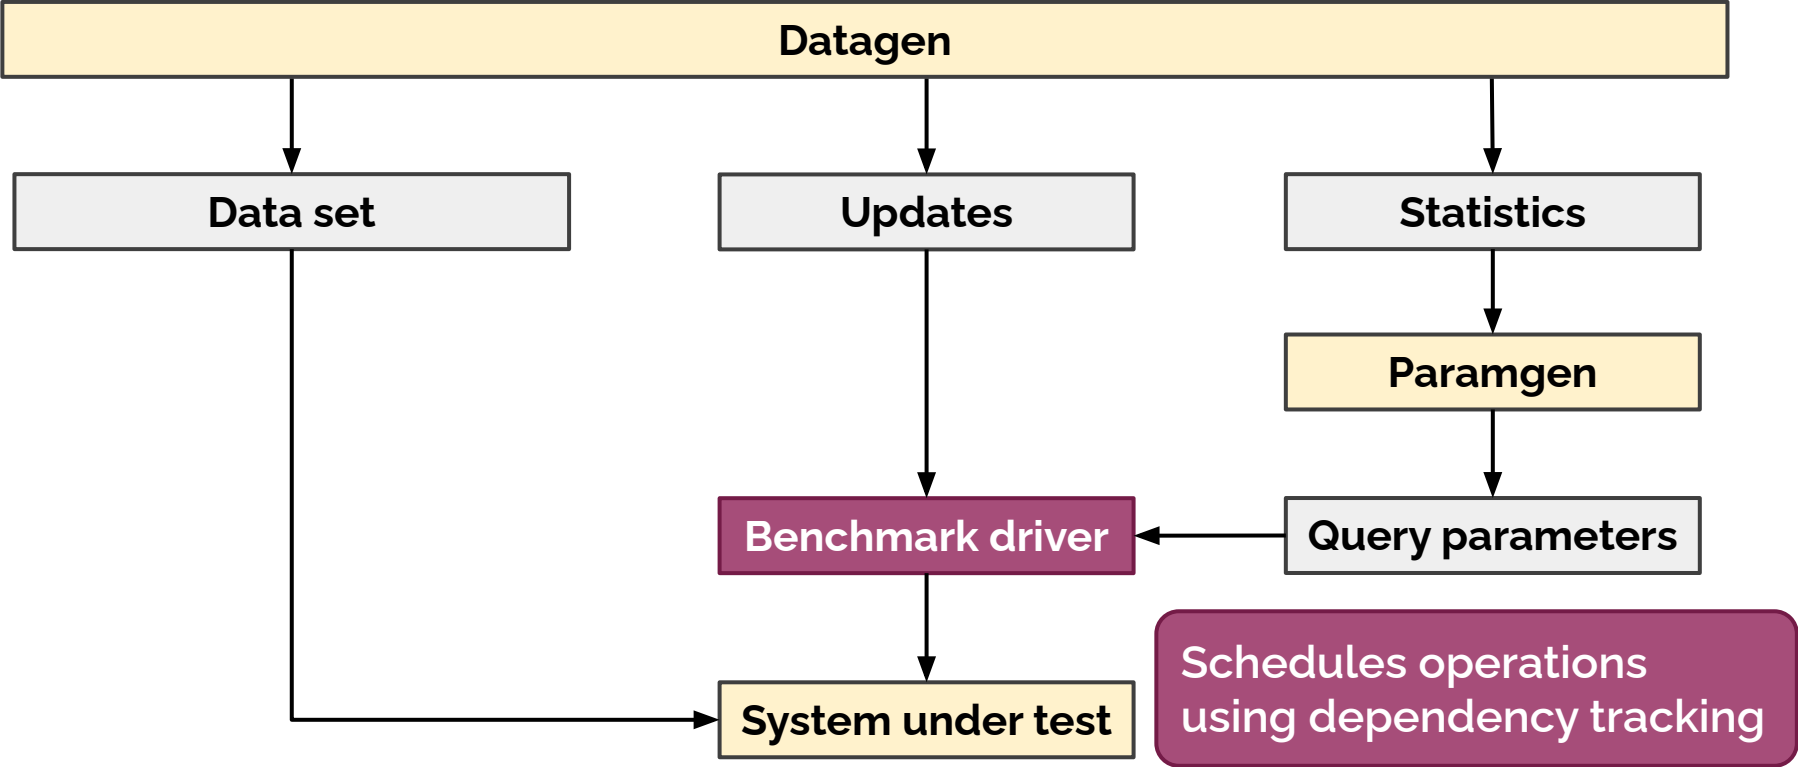 Datagen
Data set
Updates
Statistics
Paramgen
Benchmark driver
Query parameters
System under test
Schedules operations
using dependency tracking